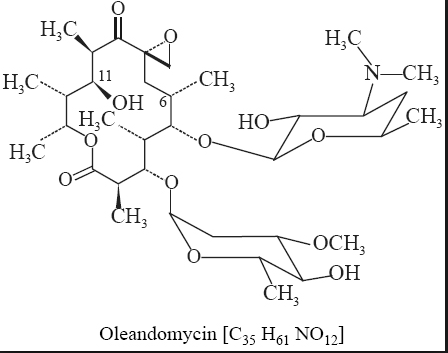 O
H₃C
O
H₃C
11
H₃C
CH₃
N—CH₃
OH
6
H₃C
HO
O
CH₃
H₃C
O
O
O
O
CH₃
O
OCH₃
OH
CH₃
Oleandomycin [C₃₅ H₆₁ NO₁₂]